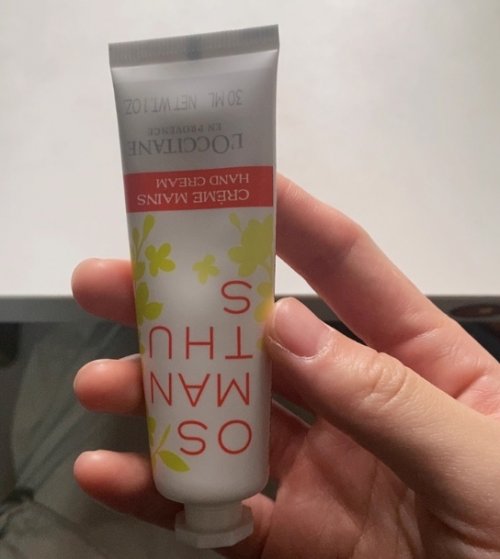 OS
MAN
THU
S
CRÈME MAINS
HAND CREAM
L'OCCITANE
EN PROVENCE
30 ML NET WT.1 OZ